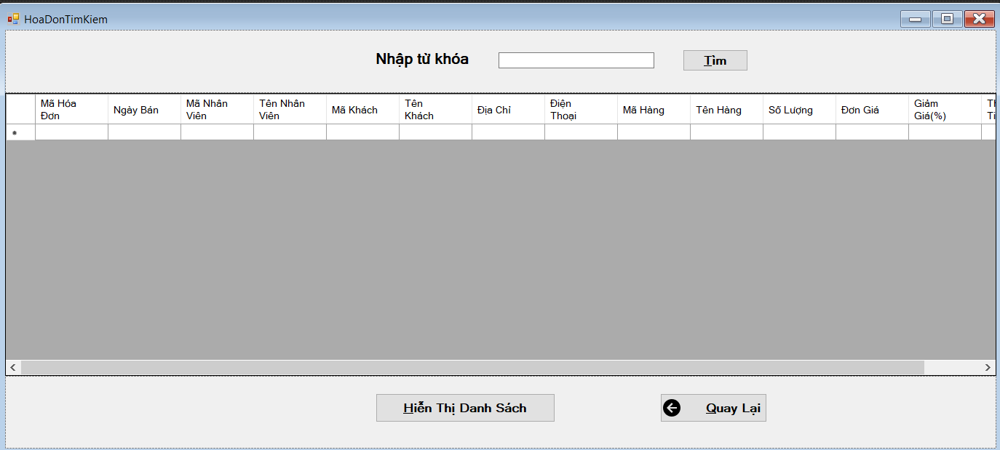 HoaDonTimKiem
Nhập từ khóa
Tìm
Mã Hóa
Đơn
Ngày Bán
Mã Nhân
Viên
Tên Nhân
Viên
Mã Khách
Tên
Khách
Địa Chỉ
Điện
Thoại
Mã Hàng
Tên Hàng
Số Lượng
Đơn Giá
Giảm
Giá(%)
Hiễn Thị Danh Sách
Quay Lại